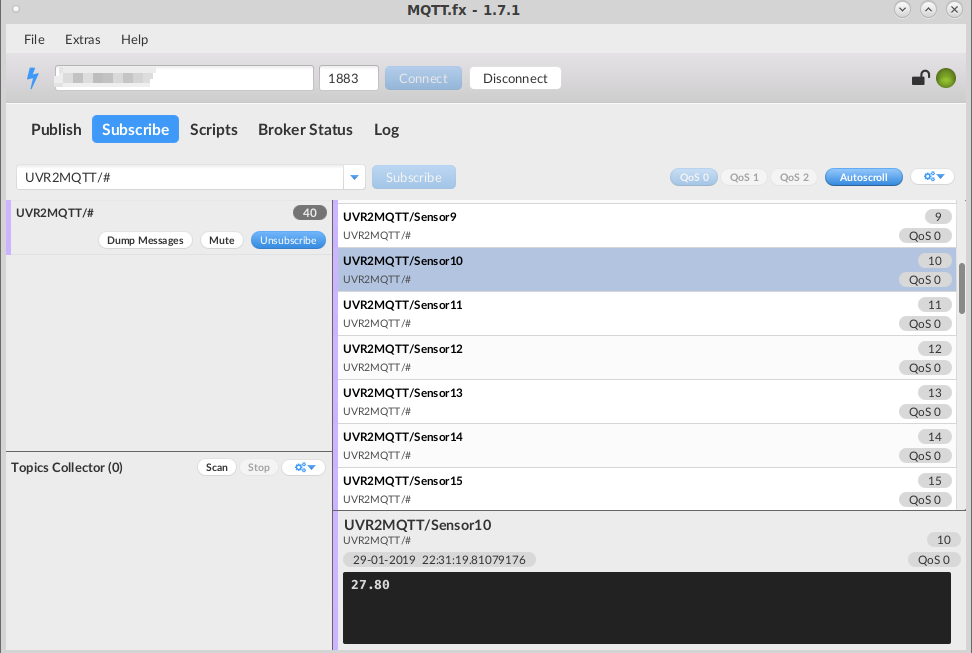 MQTT.fx - 1.7.1
File Extras Help
1883 Connect Disconnect
Publish Subscribe Scripts Broker Status Log
UVR2MQTT/# Subscribe QoS 0 QoS 1 QoS 2 Autoscroll
UVR2MQTT/# 40
Dump Messages Mute Unsubscribe
UVR2MQTT/Sensor9 9
UVR2MQTT/# QoS 0
UVR2MQTT/Sensor10 10
UVR2MQTT/# QoS 0
UVR2MQTT/Sensor11 11
UVR2MQTT/# QoS 0
UVR2MQTT/Sensor12 12
UVR2MQTT/# QoS 0
UVR2MQTT/Sensor13 13
UVR2MQTT/# QoS 0
UVR2MQTT/Sensor14 14
UVR2MQTT/# QoS 0
UVR2MQTT/Sensor15 15
UVR2MQTT/# QoS 0
Topics Collector (0) Scan Stop
UVR2MQTT/Sensor10
UVR2MQTT/# 10
29-01-2019 22:31:19.81079176 QoS 0
27.80